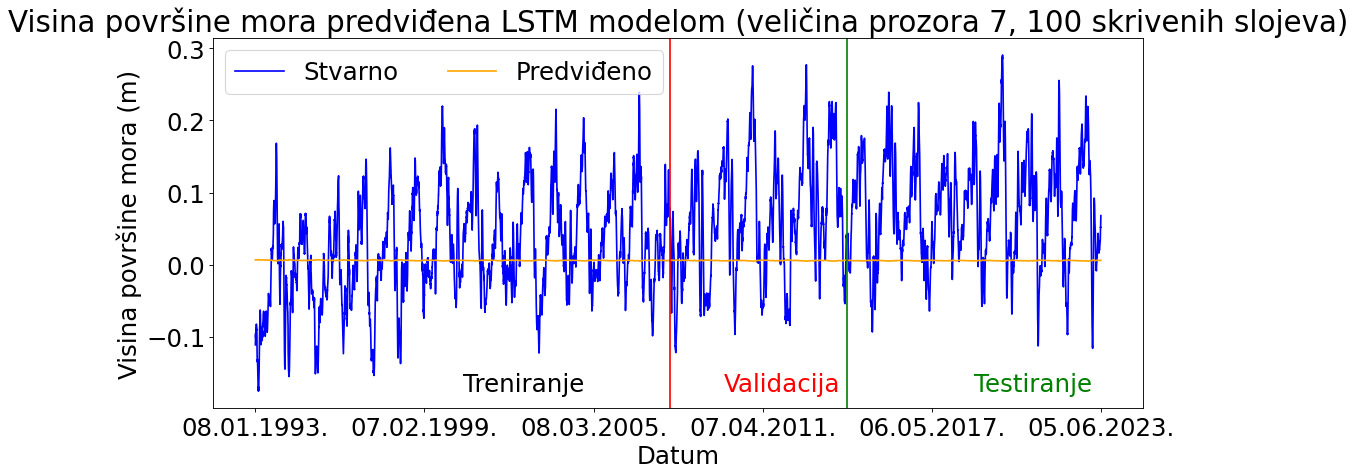 Visina površine mora predviđena LSTM modelom (veličina prozora 7, 100 skrivenih slojeva)
Stvarno Predviđeno
Visina površine mora (m)
0.3
0.2
0.1
0.0
−0.1
Treniranje Validacija Testiranje
08.01.1993. 07.02.1999. 08.03.2005. 07.04.2011. 06.05.2017. 05.06.2023.
Datum